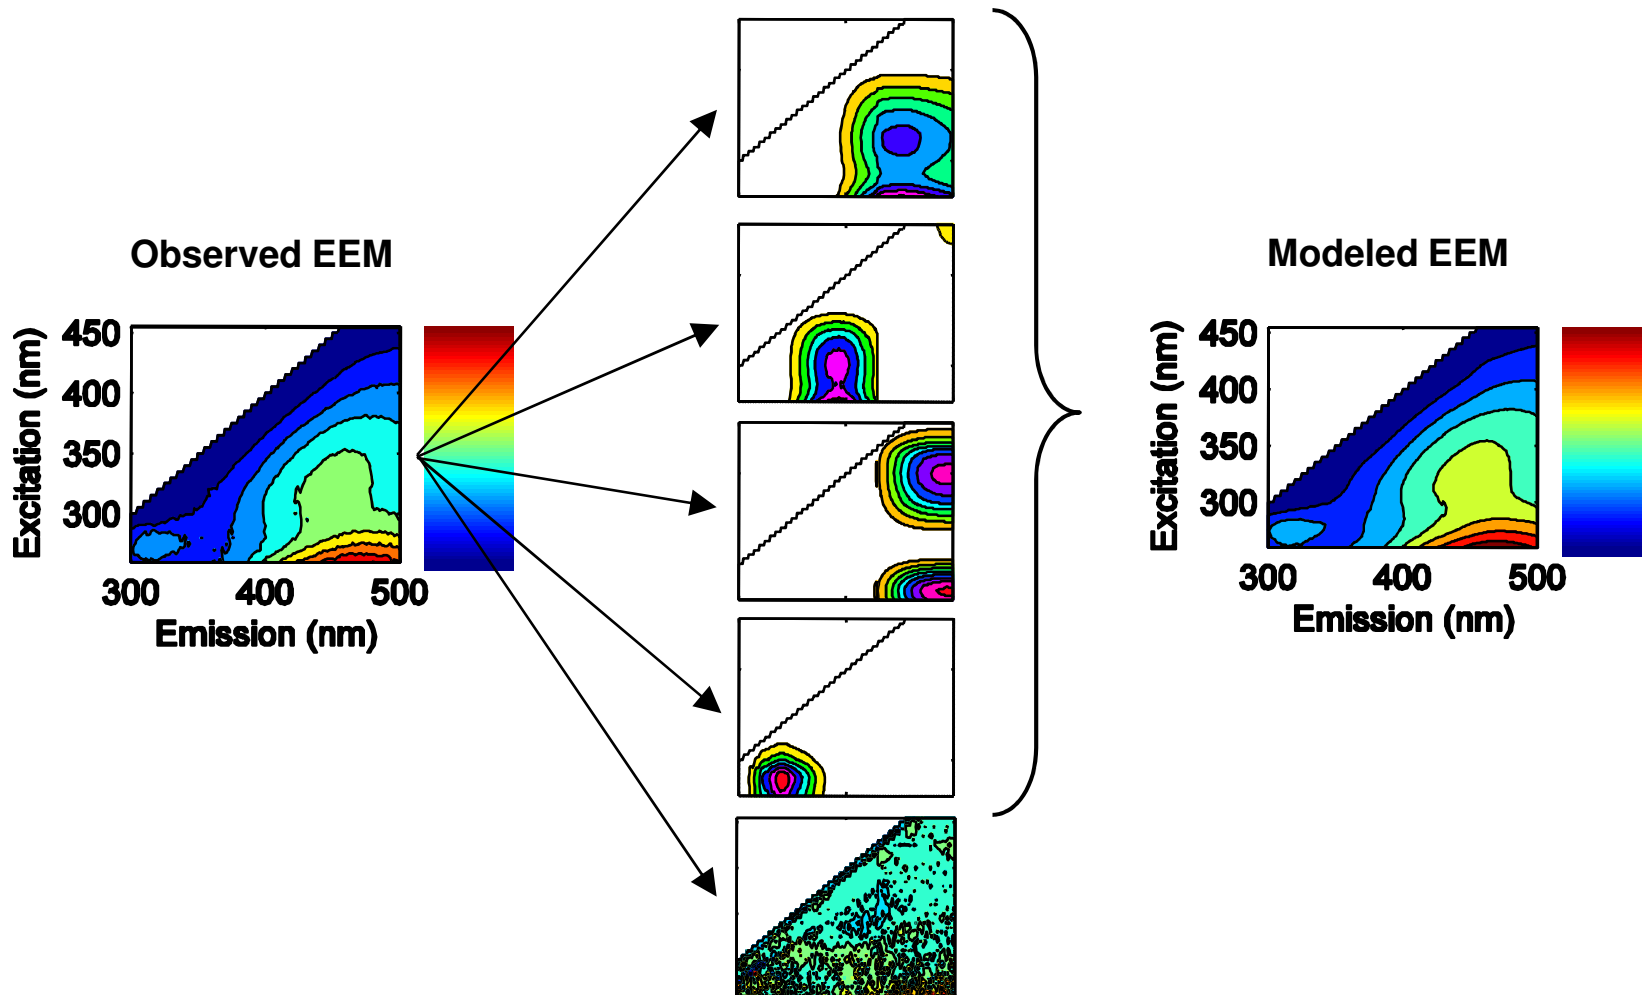 Observed EEM
Excitation (nm)
450
400
350
300
300 400 500
Emission (nm)
Modeled EEM
Excitation (nm)
450
400
350
300
300 400 500
Emission (nm)